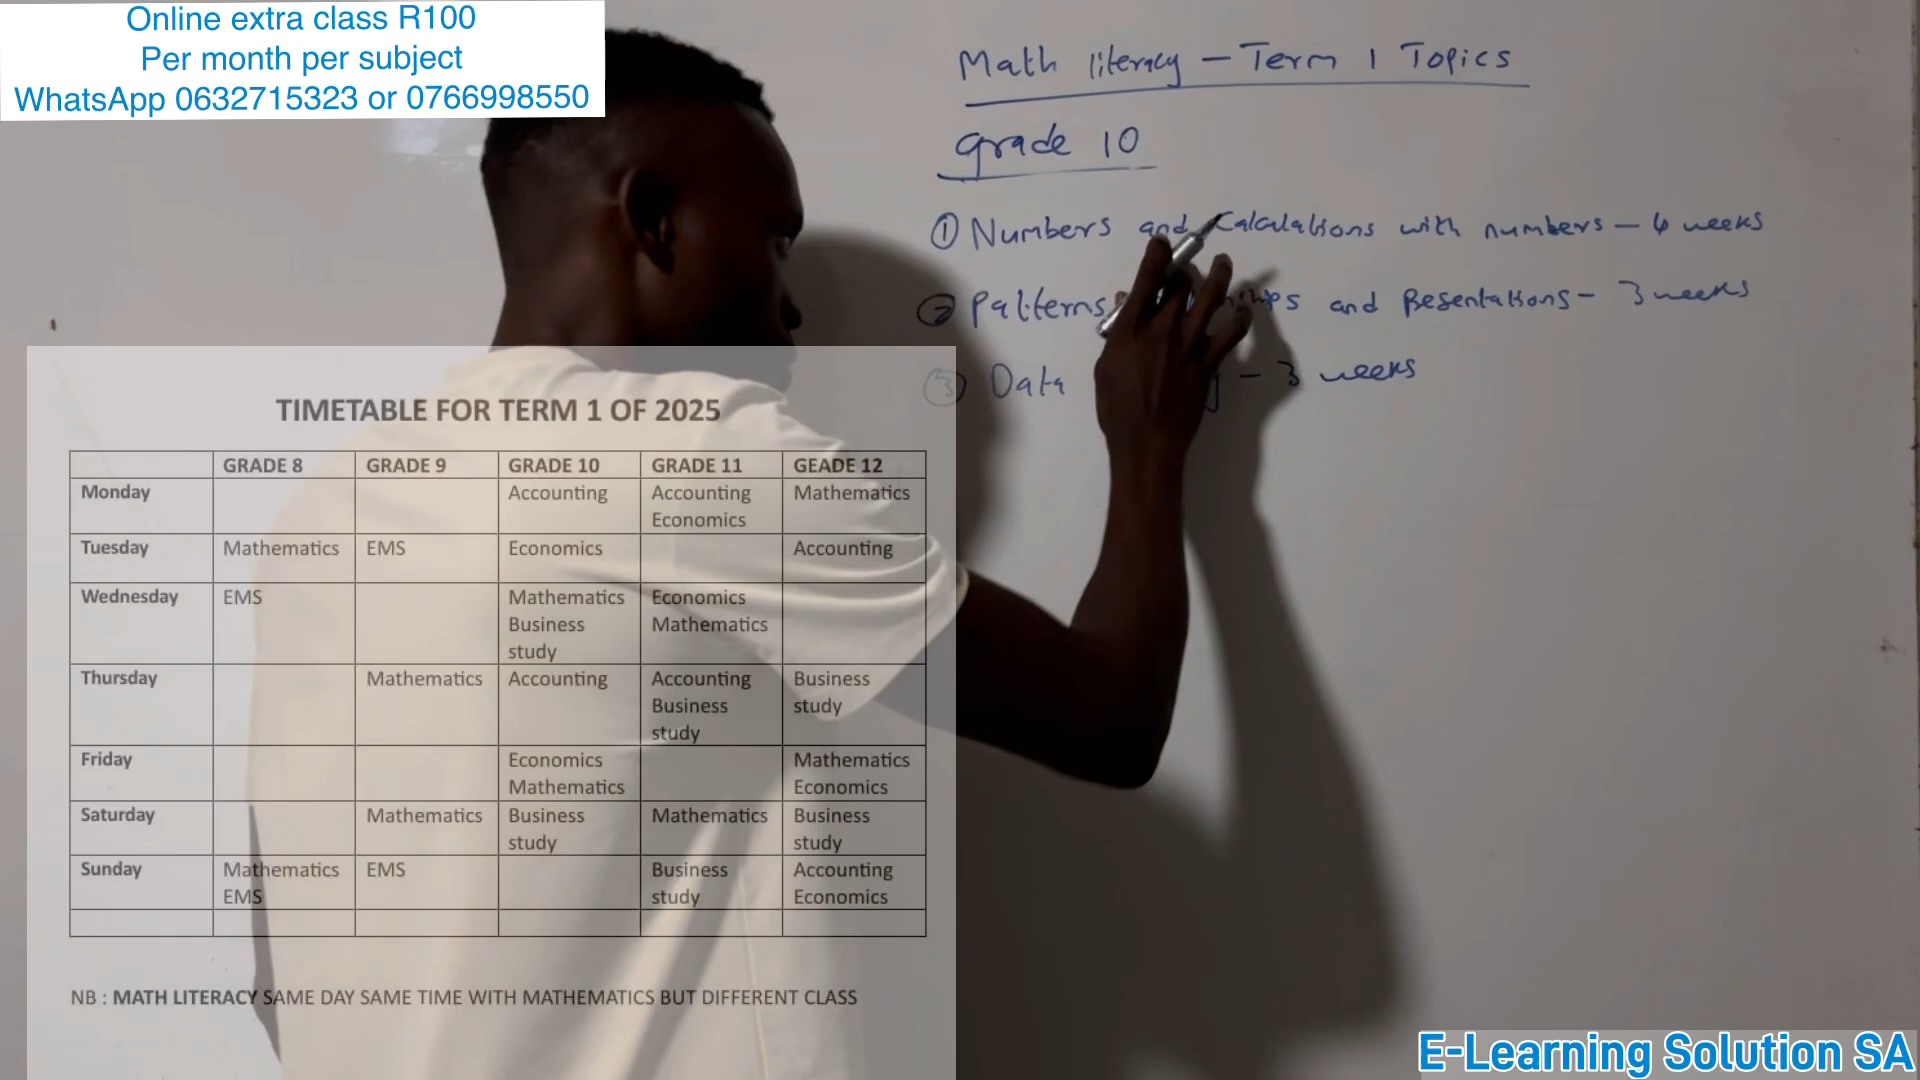 Online extra class R100
Per month per subject
WhatsApp 0632715323 or 0766998550
Math literacy – Term 1 Topics
Grade 10
① Numbers and Calculations with numbers – 4 weeks
② Patterns and – 3 weeks
③ Data – 3 weeks
TIMETABLE FOR TERM 1 OF 2025
GRADE 8 GRADE 9 GRADE 10 GRADE 11 GEADE 12
Monday Accounting Accounting Mathematics
Economics
Tuesday Mathematics EMS Economics Accounting
Wednesday EMS Mathematics Economics
Business Mathematics
study
Thursday Mathematics Accounting Accounting Business
Business study
study
Friday Economics Mathematics
Mathematics Economics
Saturday Mathematics Business Mathematics Business
study study
Sunday Mathematics EMS Business Accounting
EMS study Economics
NB : MATH LITERACY SAME DAY SAME TIME WITH MATHEMATICS BUT DIFFERENT CLASS
E-Learning Solution SA